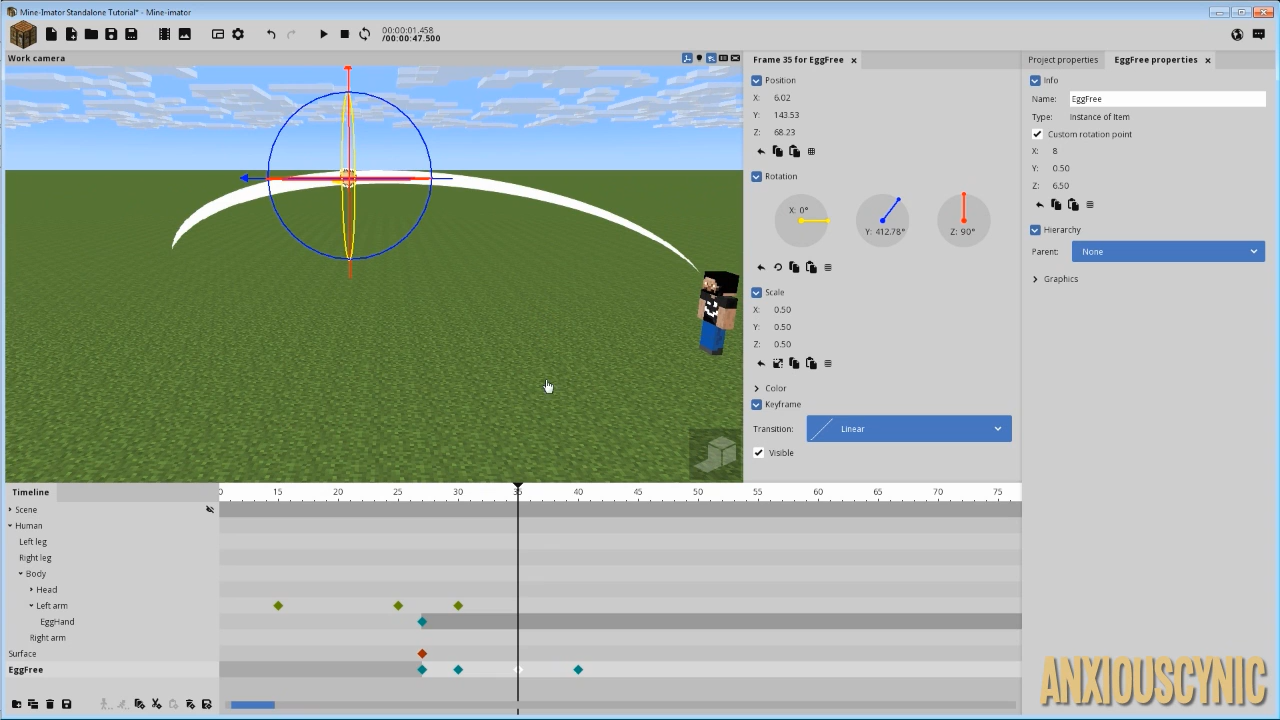 Mine-Imator Standalone Tutorial* - Mine-imator
00:00:01.458
/00:00:47.500
Work camera
Frame 35 for EggFree
Position
X: 6.02
Y: 143.53
Z: 68.23
Rotation
X: 0°
Y: 412.78°
Z: 90°
Scale
X: 0.50
Y: 0.50
Z: 0.50
Color
Keyframe
Transition: Linear
Visible
Project properties
EggFree properties
Info
Name: EggFree
Type: Instance of Item
Custom rotation point
X: 8
Y: 0.50
Z: 6.50
Hierarchy
Parent: None
Graphics
Timeline
15 20 25 30 35 40 45 50 55 60 65 70 75
Scene
Human
Left leg
Right leg
Body
Head
Left arm
EggHand
Right arm
Surface
EggFree
ANXIOUSCYNIC